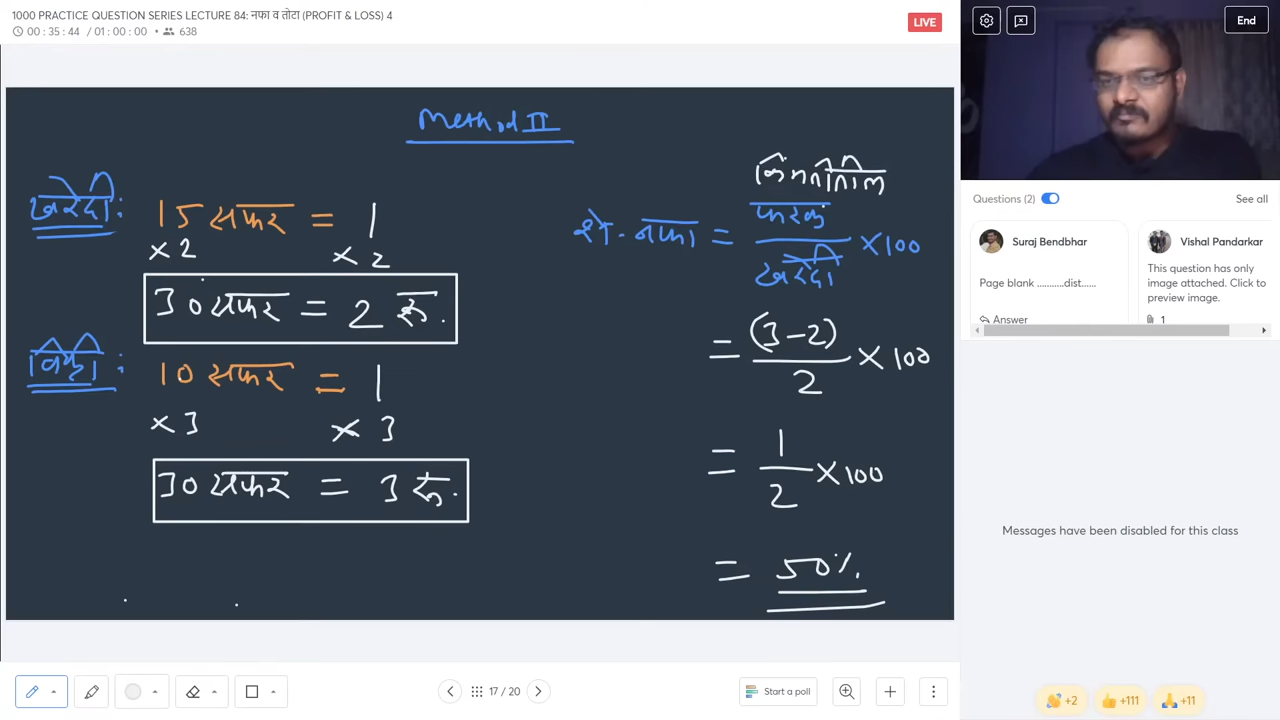 1000 PRACTICE QUESTION SERIES LECTURE 84: नफा व तोटा (PROFIT & LOSS) 4
00 : 35 : 44 / 01 : 00 : 00 • 638
LIVE
End
Method II
खरेदी:
15 सफर = 1
×2 ×2
30 सफर = 2 रू.
विक्री:
10 सफर = 1
×3 ×3
30 सफर = 3 रू.
शे. नफा = फरक / खरेदी ×100
= (3-2) / 2 ×100
= 1 / 2 ×100
= 50%.
Questions (2)
See all
Suraj Bendbhar
Page blank ...........dist......
Answer
Vishal Pandarkar
This question has only
image attached. Click to
preview image.
1
Messages have been disabled for this class
17 / 20
Start a poll
+2
+111
+11